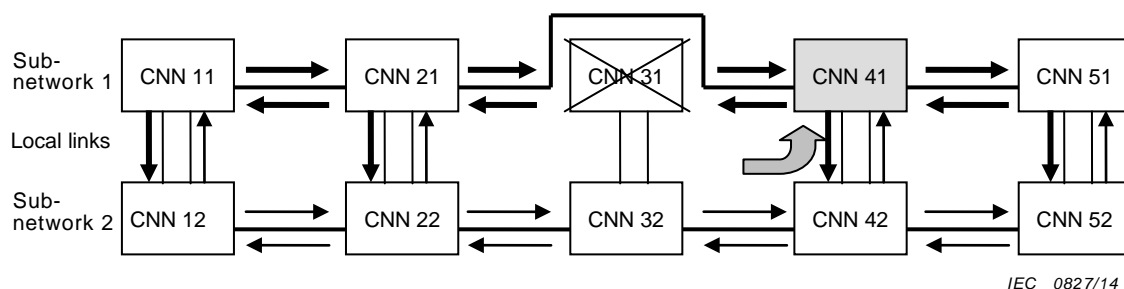 Sub-
network 1
CNN 11
CNN 21
CNN 31
CNN 41
CNN 51
Local links
Sub-
network 2
CNN 12
CNN 22
CNN 32
CNN 42
CNN 52
IEC 0827/14